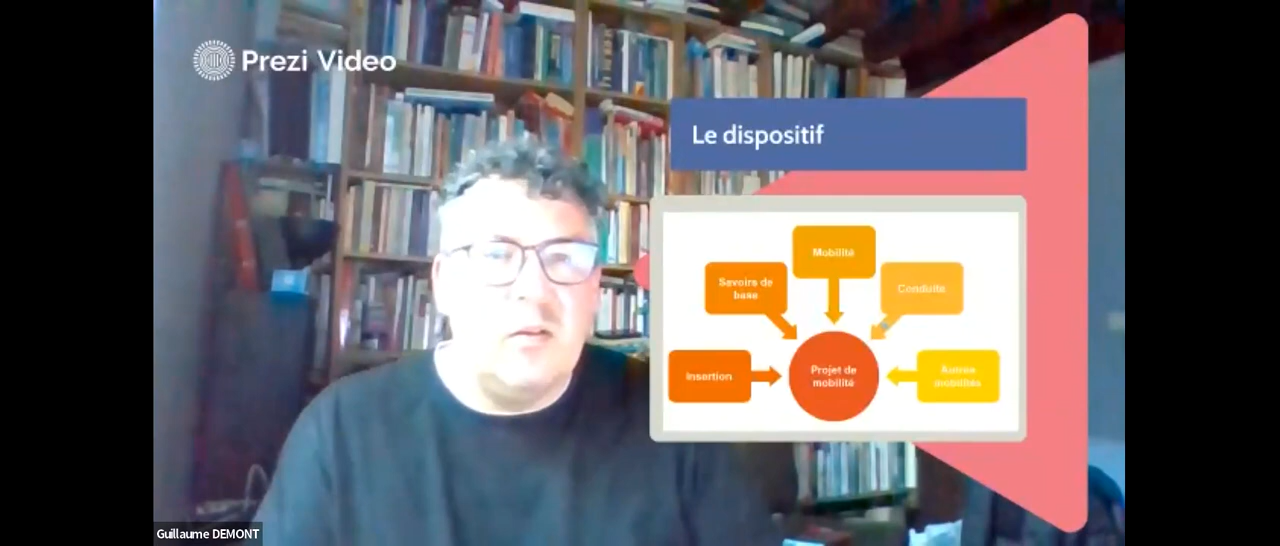 Prezi Video
Le dispositif
Mobilité
Savoirs de
base
Conduite
Insertion
Projet de
mobilité
Autres
mobilités
Guillaume DEMONT